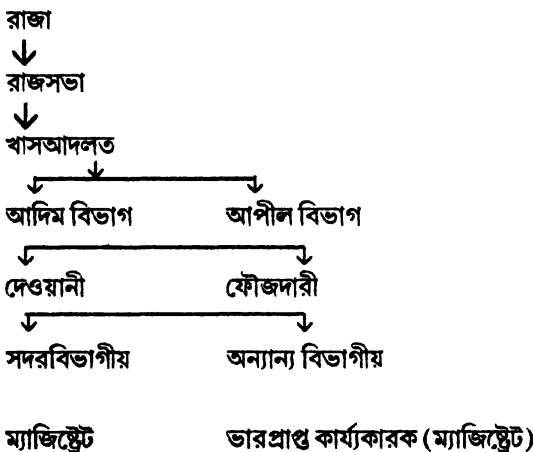 রাজা
রাজসভা
খাসআদলত
আদিম বিভাগ আপীল বিভাগ
দেওয়ানী ফৌজদারী
সদরবিভাগীয় অন্যান্য বিভাগীয়
ম্যাজিষ্ট্রেট ভারপ্রাপ্ত কার্য্যকারক (ম্যাজিষ্ট্রেট)